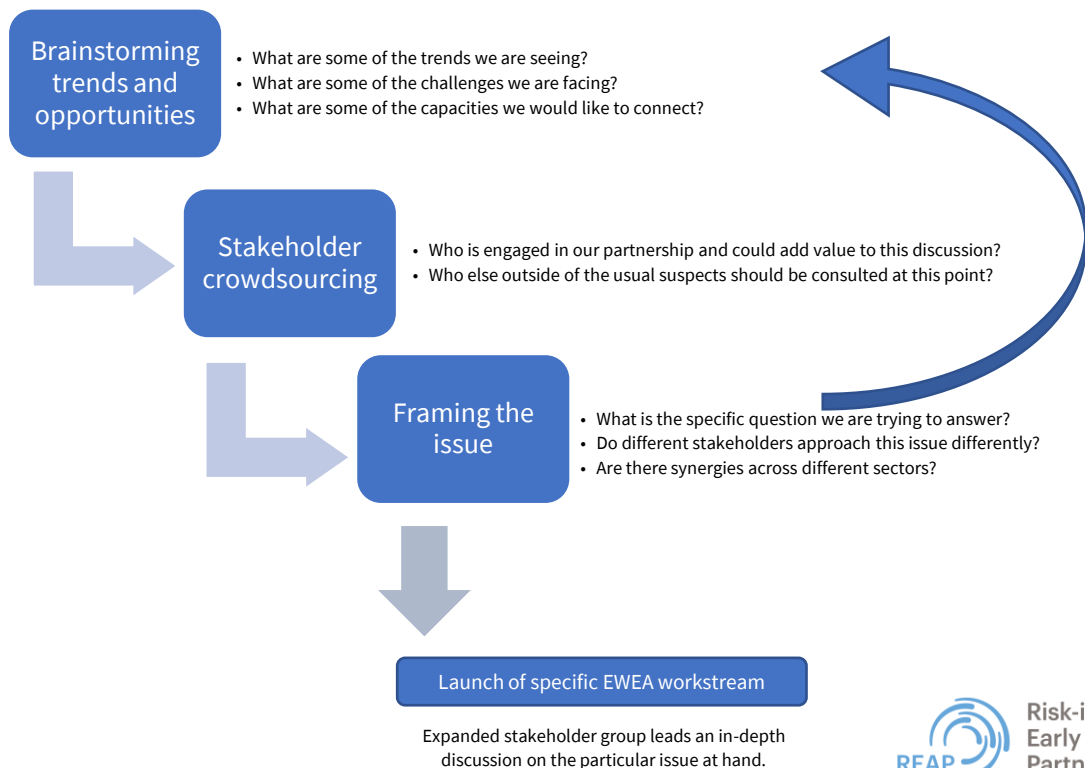 Brainstorming
trends and
opportunities
• What are some of the trends we are seeing?
• What are some of the challenges we are facing?
• What are some of the capacities we would like to connect?
Stakeholder
crowdsourcing
• Who is engaged in our partnership and could add value to this discussion?
• Who else outside of the usual suspects should be consulted at this point?
Framing the
issue
• What is the specific question we are trying to answer?
• Do different stakeholders approach this issue differently?
• Are there synergies across different sectors?
Launch of specific EWEA workstream
Expanded stakeholder group leads an in-depth
discussion on the particular issue at hand.
REAP
Risk-i
Early
Partn